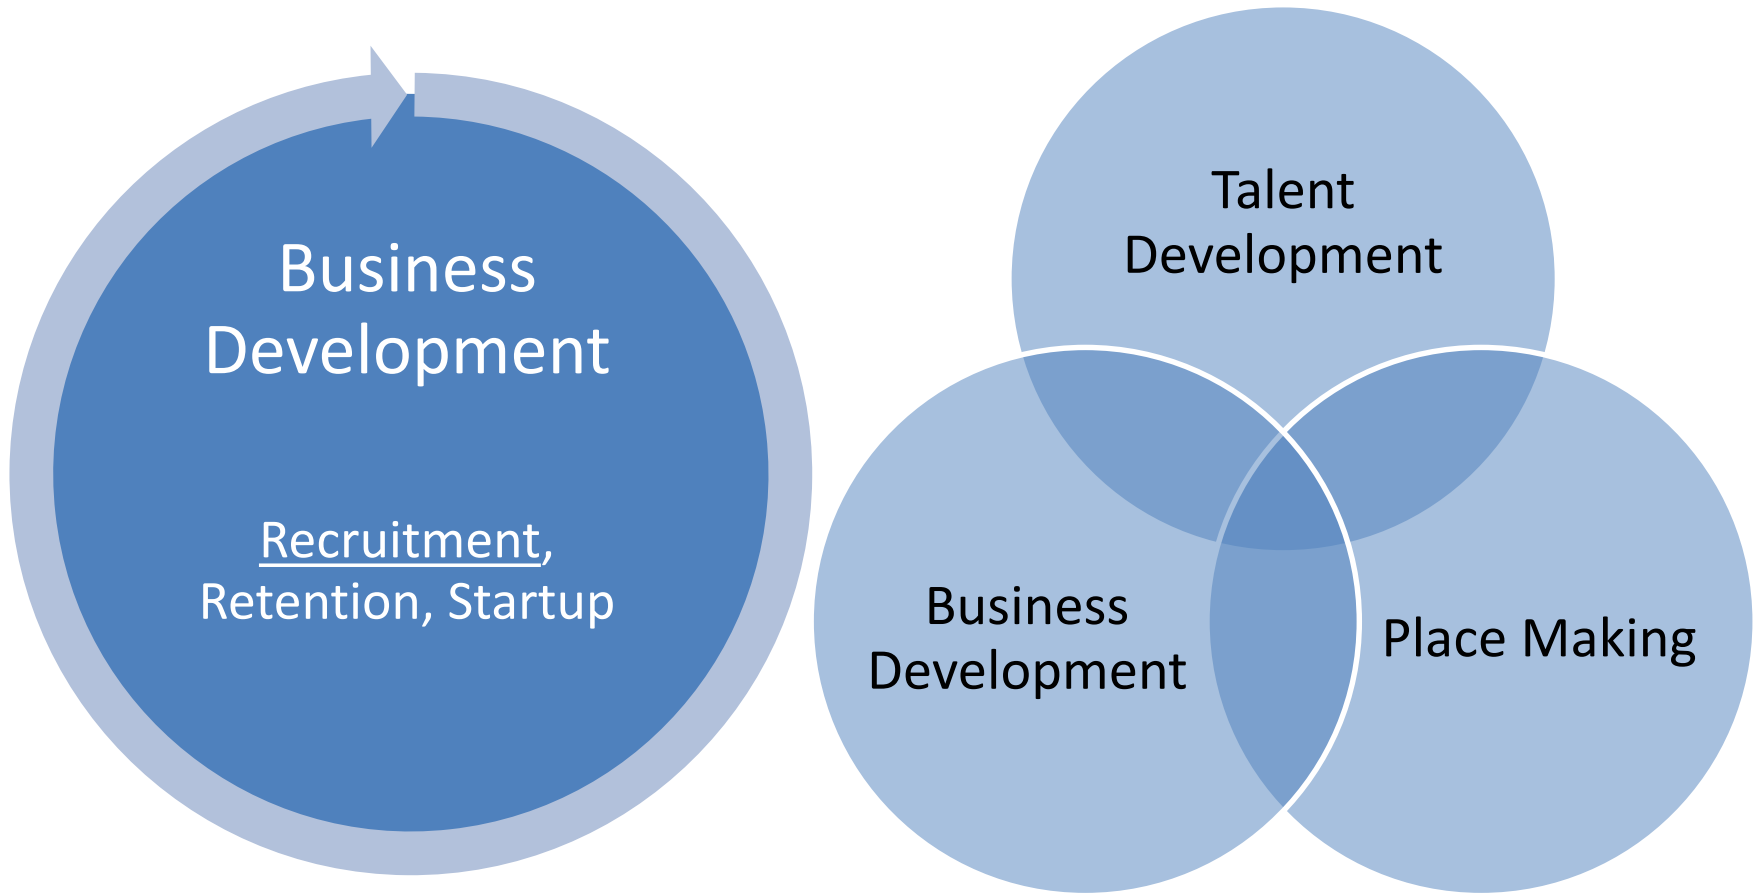 Business
Development
Recruitment,
Retention, Startup
Talent
Development
Business
Development
Place Making